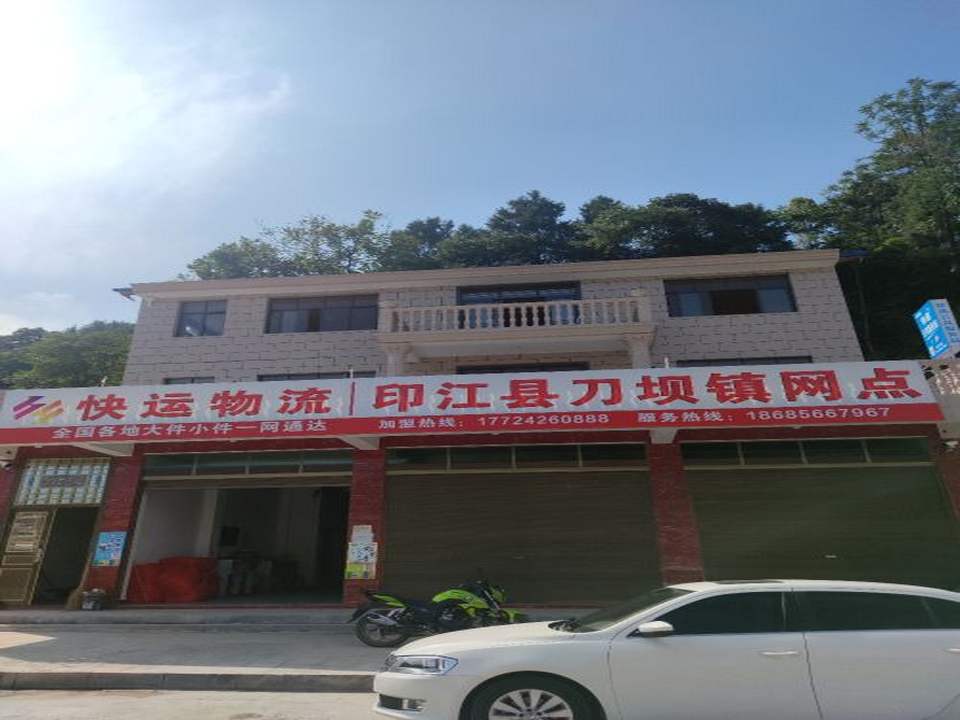 快运物流
印江县刀坝镇网点
全国各地大件小件一网通达
加盟热线：17724260888
服务热线：18685667967